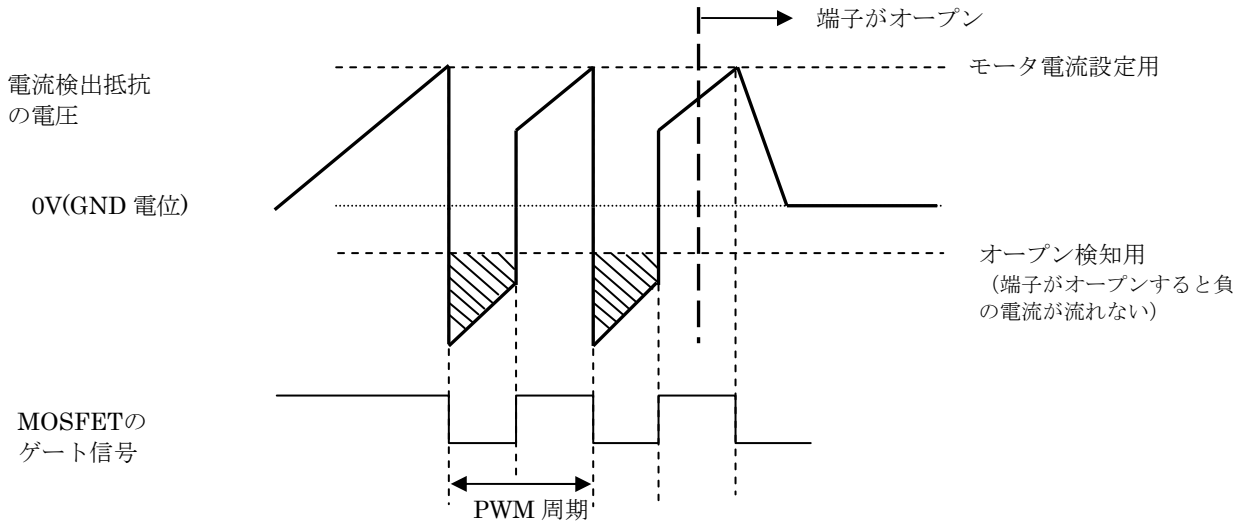 端子がオープン
モータ電流設定用
電流検出抵抗
の電圧
0V(GND 電位)
オープン検知用
（端子がオープンすると負
の電流が流れない）
MOSFETの
ゲート信号
PWM 周期